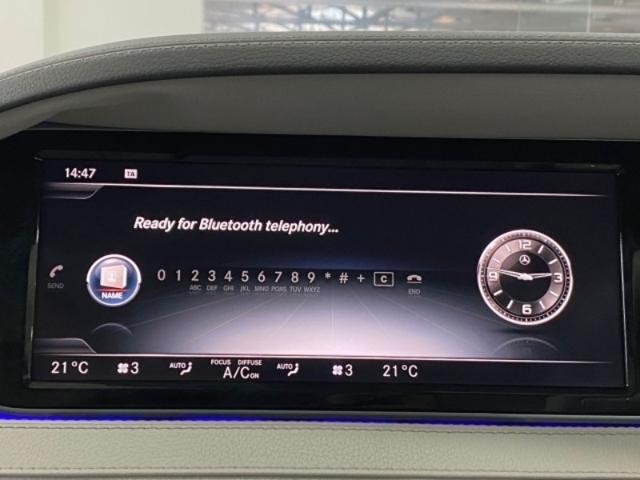 14:47 TA
Ready for Bluetooth telephony...
0 1 2 3 4 5 6 7 8 9 * # + C
ABC DEF GHI JKL MNO PQRS TUV WXYZ
SEND
NAME
END
12
3
6
9
FOCUS DIFFUSE
21°C 3 AUTO A/C ON AUTO 3 21°C